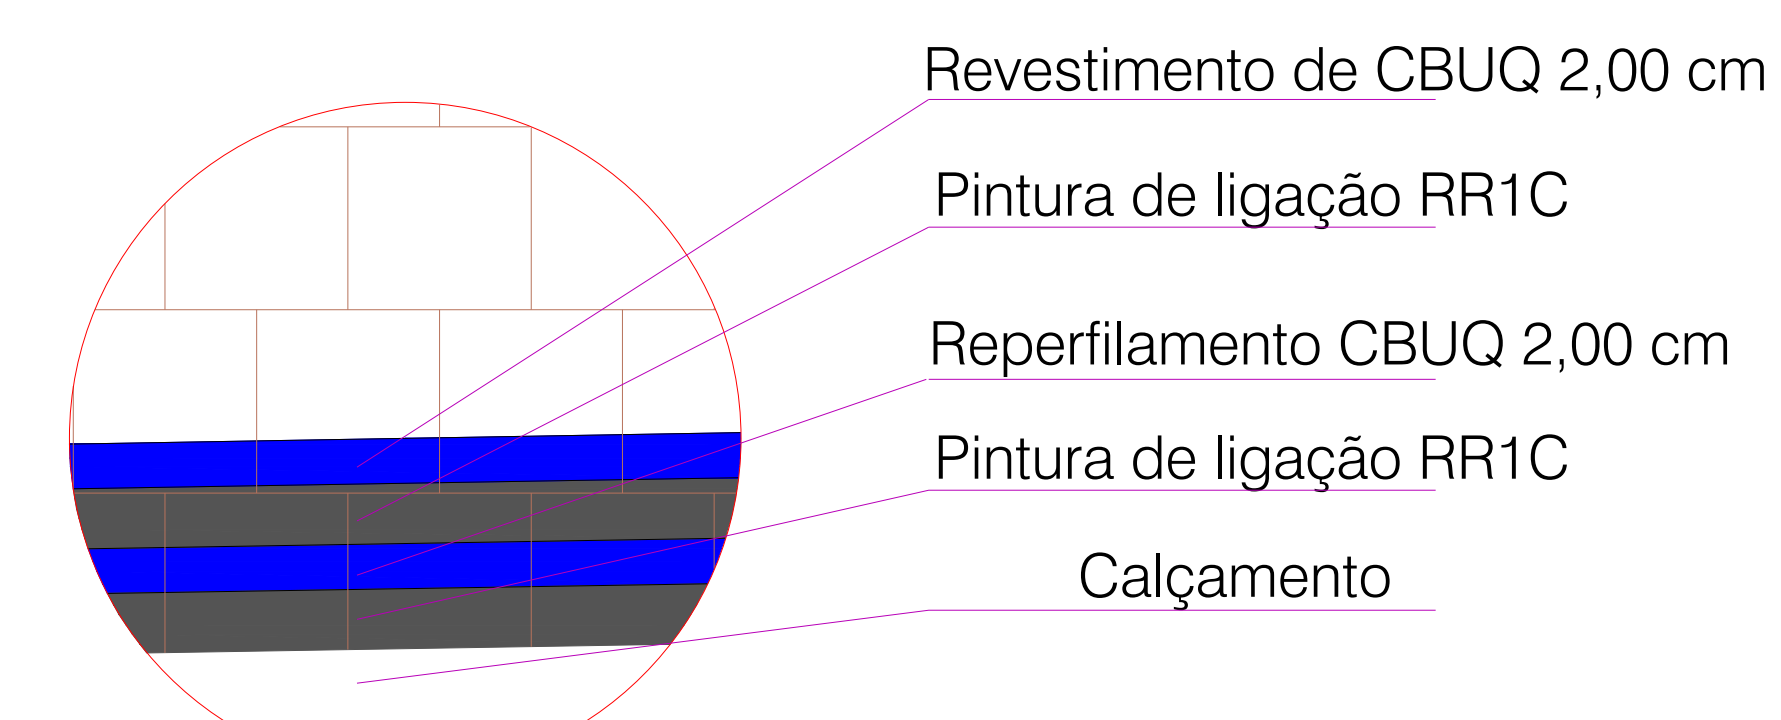 Revestimento de CBUQ 2,00 cm
Pintura de ligação RR1C
Reperfilamento CBUQ 2,00 cm
Pintura de ligação RR1C
Calçamento